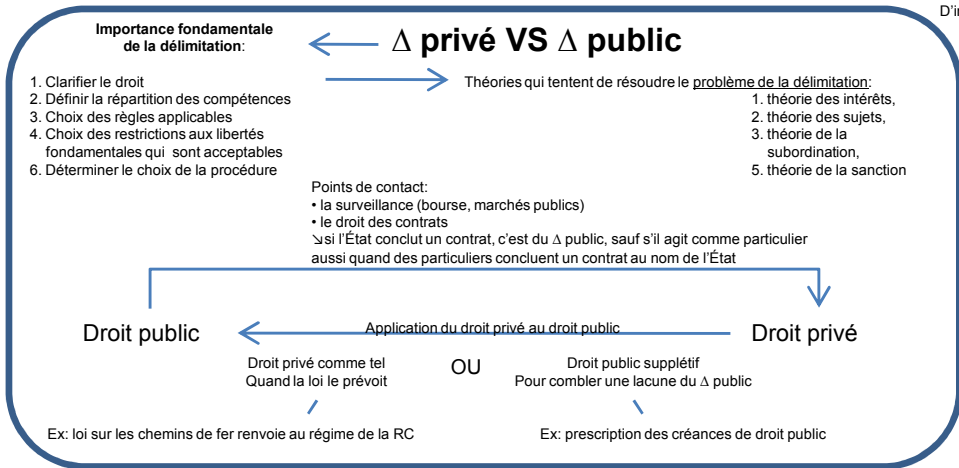 D'in
Importance fondamentale
de la délimitation:
∆ privé VS ∆ public
1. Clarifier le droit
2. Définir la répartition des compétences
3. Choix des règles applicables
4. Choix des restrictions aux libertés
fondamentales qui sont acceptables
6. Déterminer le choix de la procédure
Théories qui tentent de résoudre le problème de la délimitation:
1. théorie des intérêts,
2. théorie des sujets,
3. théorie de la
subordination,
5. théorie de la sanction
Points de contact:
• la surveillance (bourse, marchés publics)
• le droit des contrats
↘si l'État conclut un contrat, c'est du ∆ public, sauf s'il agit comme particulier
aussi quand des particuliers concluent un contrat au nom de l'État
Droit public
Application du droit privé au droit public
Droit privé
Droit privé comme tel
Quand la loi le prévoit
OU
Droit public supplétif
Pour combler une lacune du ∆ public
Ex: loi sur les chemins de fer renvoie au régime de la RC
Ex: prescription des créances de droit public